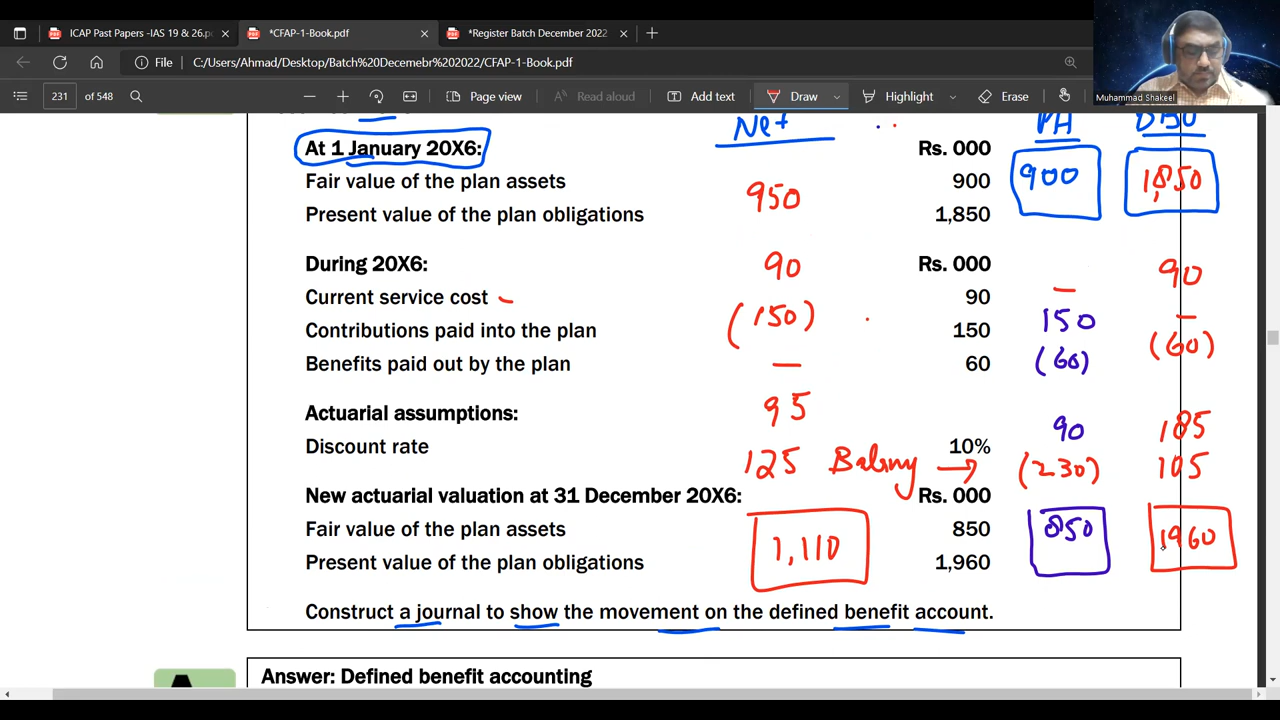 ICAP Past Papers -IAS 19 & 26.p
*CFAP-1-Book.pdf
*Register Batch December 2022
File C:/Users/Ahmad/Desktop/Batch%20Decemebr%202022/CFAP-1-Book.pdf
231 of 548
Page view
Read aloud
Add text
Draw
Highlight
Erase
Muhammad Shakeel
Net PA DBO
At 1 January 20X6: Rs. 000
Fair value of the plan assets 950 900 900 1,850
Present value of the plan obligations 1,850
During 20X6: 90 Rs. 000 90
Current service cost – 90 –
Contributions paid into the plan (150) 150 150 –
Benefits paid out by the plan – 60 (60) (60)
Actuarial assumptions: 95
Discount rate 10% 90 185
125 → (230) 105
New actuarial valuation at 31 December 20X6: Rs. 000
Fair value of the plan assets 850 850 1960
Present value of the plan obligations 1,110 1,960
Construct a journal to show the movement on the defined benefit account.
A
Answer: Defined benefit accounting